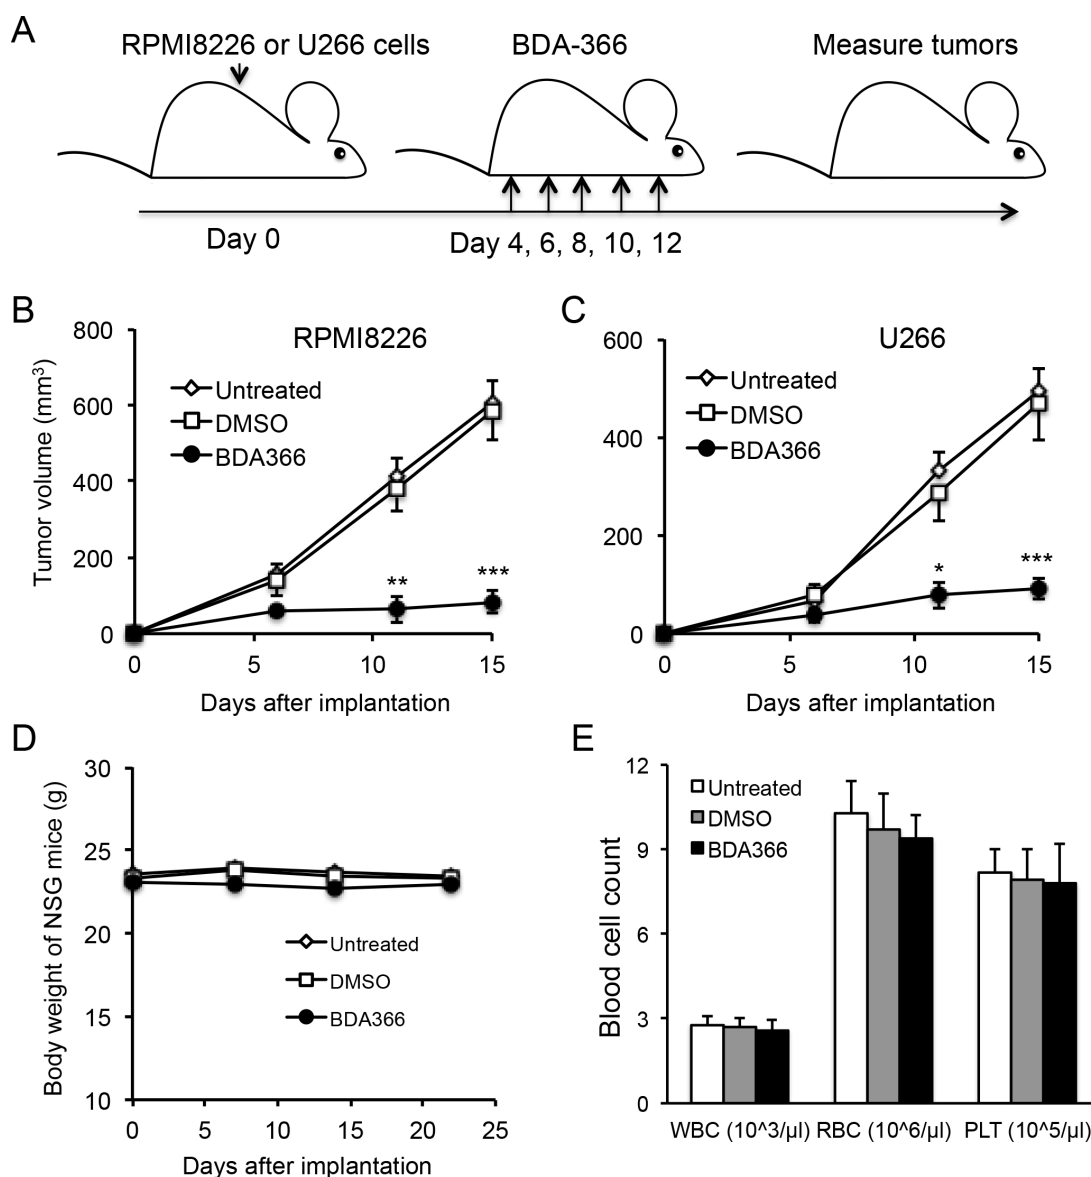 A
RPMI8226 or U266 cells
BDA-366
Measure tumors
Day 0
Day 4, 6, 8, 10, 12
B
RPMI8226
Tumor volume (mm³)
800
600
400
200
0
Untreated
DMSO
BDA366
**
***
0
5
10
15
Days after implantation
C
U266
600
400
200
0
Untreated
DMSO
BDA366
*
***
0
5
10
15
Days after implantation
D
Body weight of NSG mice (g)
30
25
23
15
10
Untreated
DMSO
BDA366
0
5
10
15
20
25
Days after implantation
E
Blood cell count
12
9
6
3
0
Untreated
DMSO
BDA366
WBC (10^3/µl)
RBC (10^6/µl)
PLT (10^5/µl)